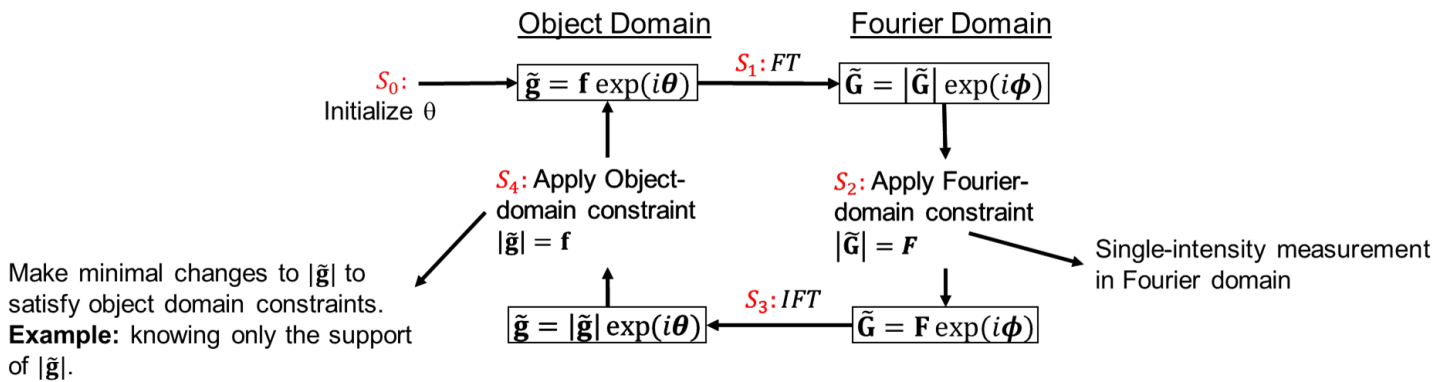 Object Domain
Fourier Domain
S₀:
Initialize θ
g̃ = f exp(iθ)
S₁: FT
G̃ = |G̃| exp(iϕ)
S₄: Apply Object-
domain constraint
|g̃| = f
S₂: Apply Fourier-
domain constraint
|G̃| = F
Single-intensity measurement
in Fourier domain
Make minimal changes to |g̃| to
satisfy object domain constraints.
Example: knowing only the support
of |g̃|.
g̃ = |g̃| exp(iθ)
S₃: IFT
G̃ = F exp(iϕ)